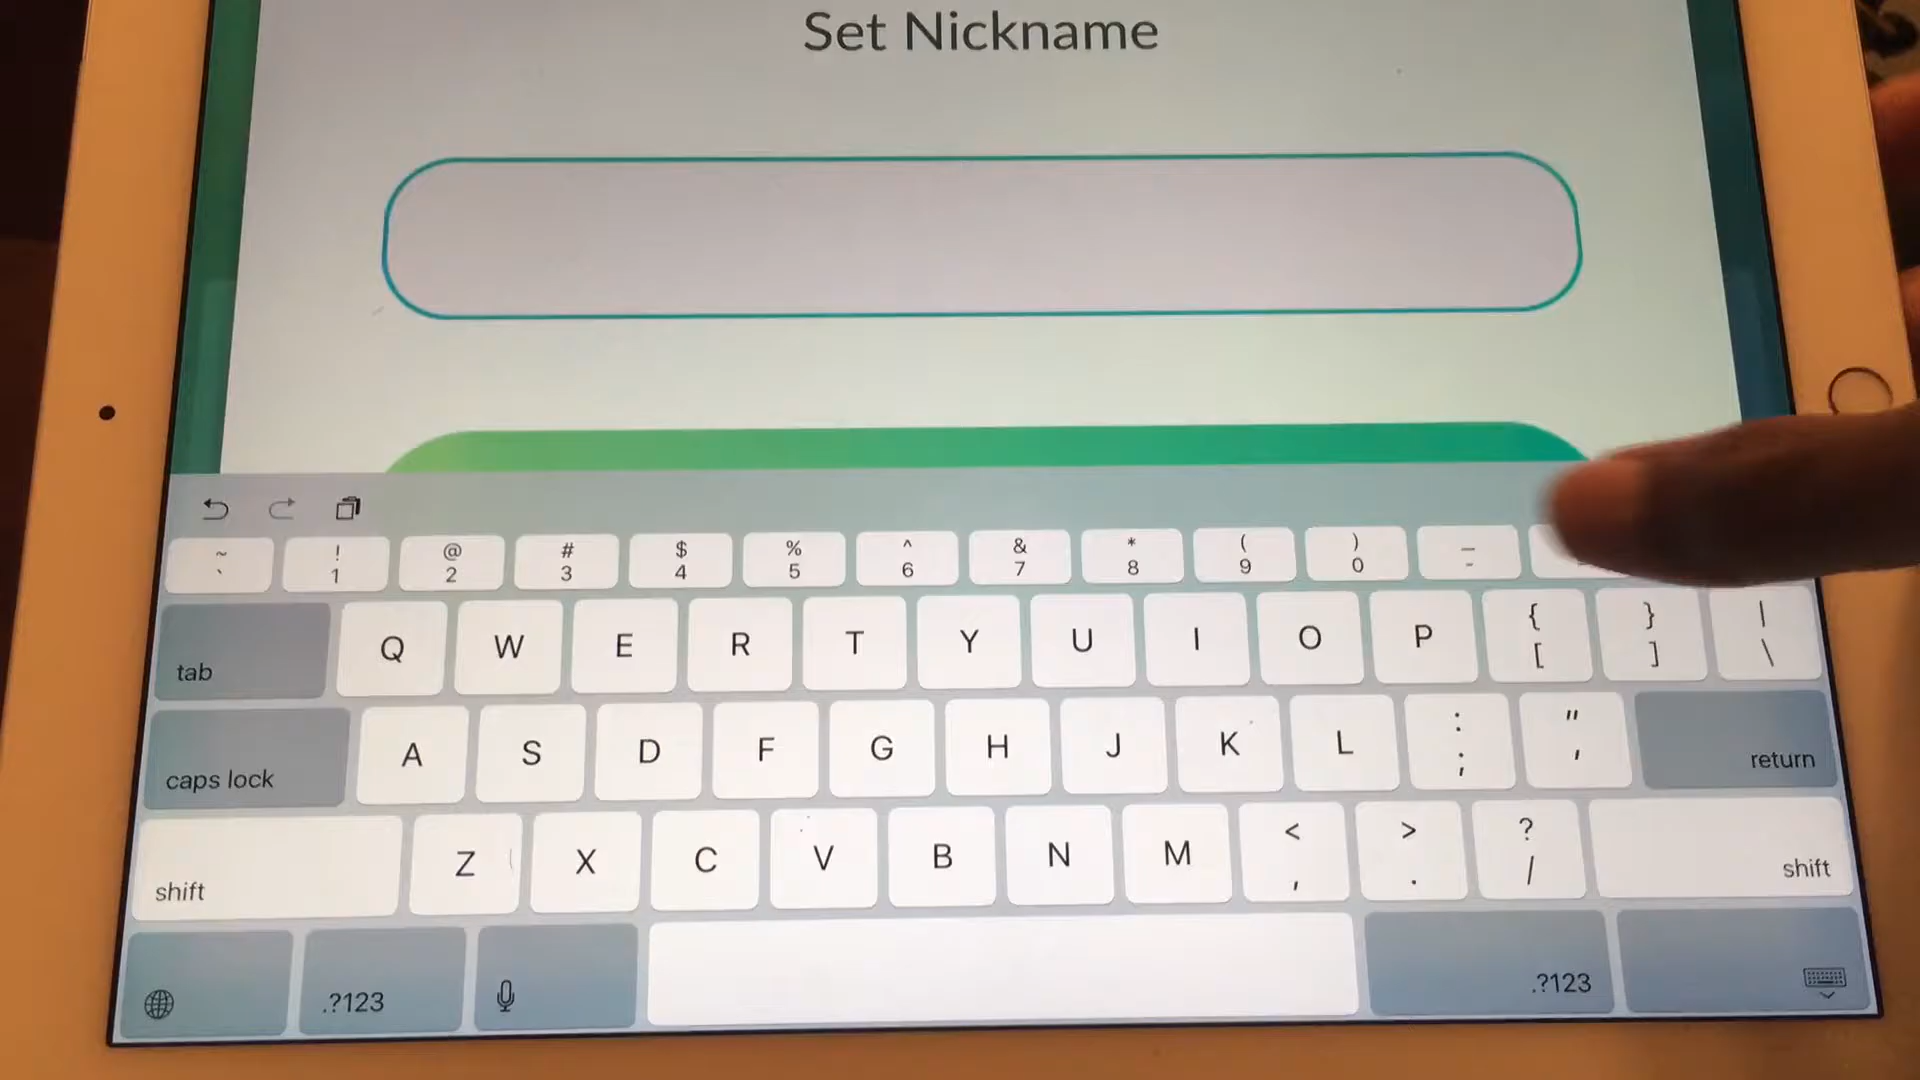 Set Nickname
~ ! @ # $ % ^ & * ( ) _
` 1 2 3 4 5 6 7 8 9 0 -
tab Q W E R T Y U I O P { [ } ] | \
caps lock A S D F G H J K L : ; " ' return
shift Z X C V B N M < , > . ? / shift
.?123 .?123